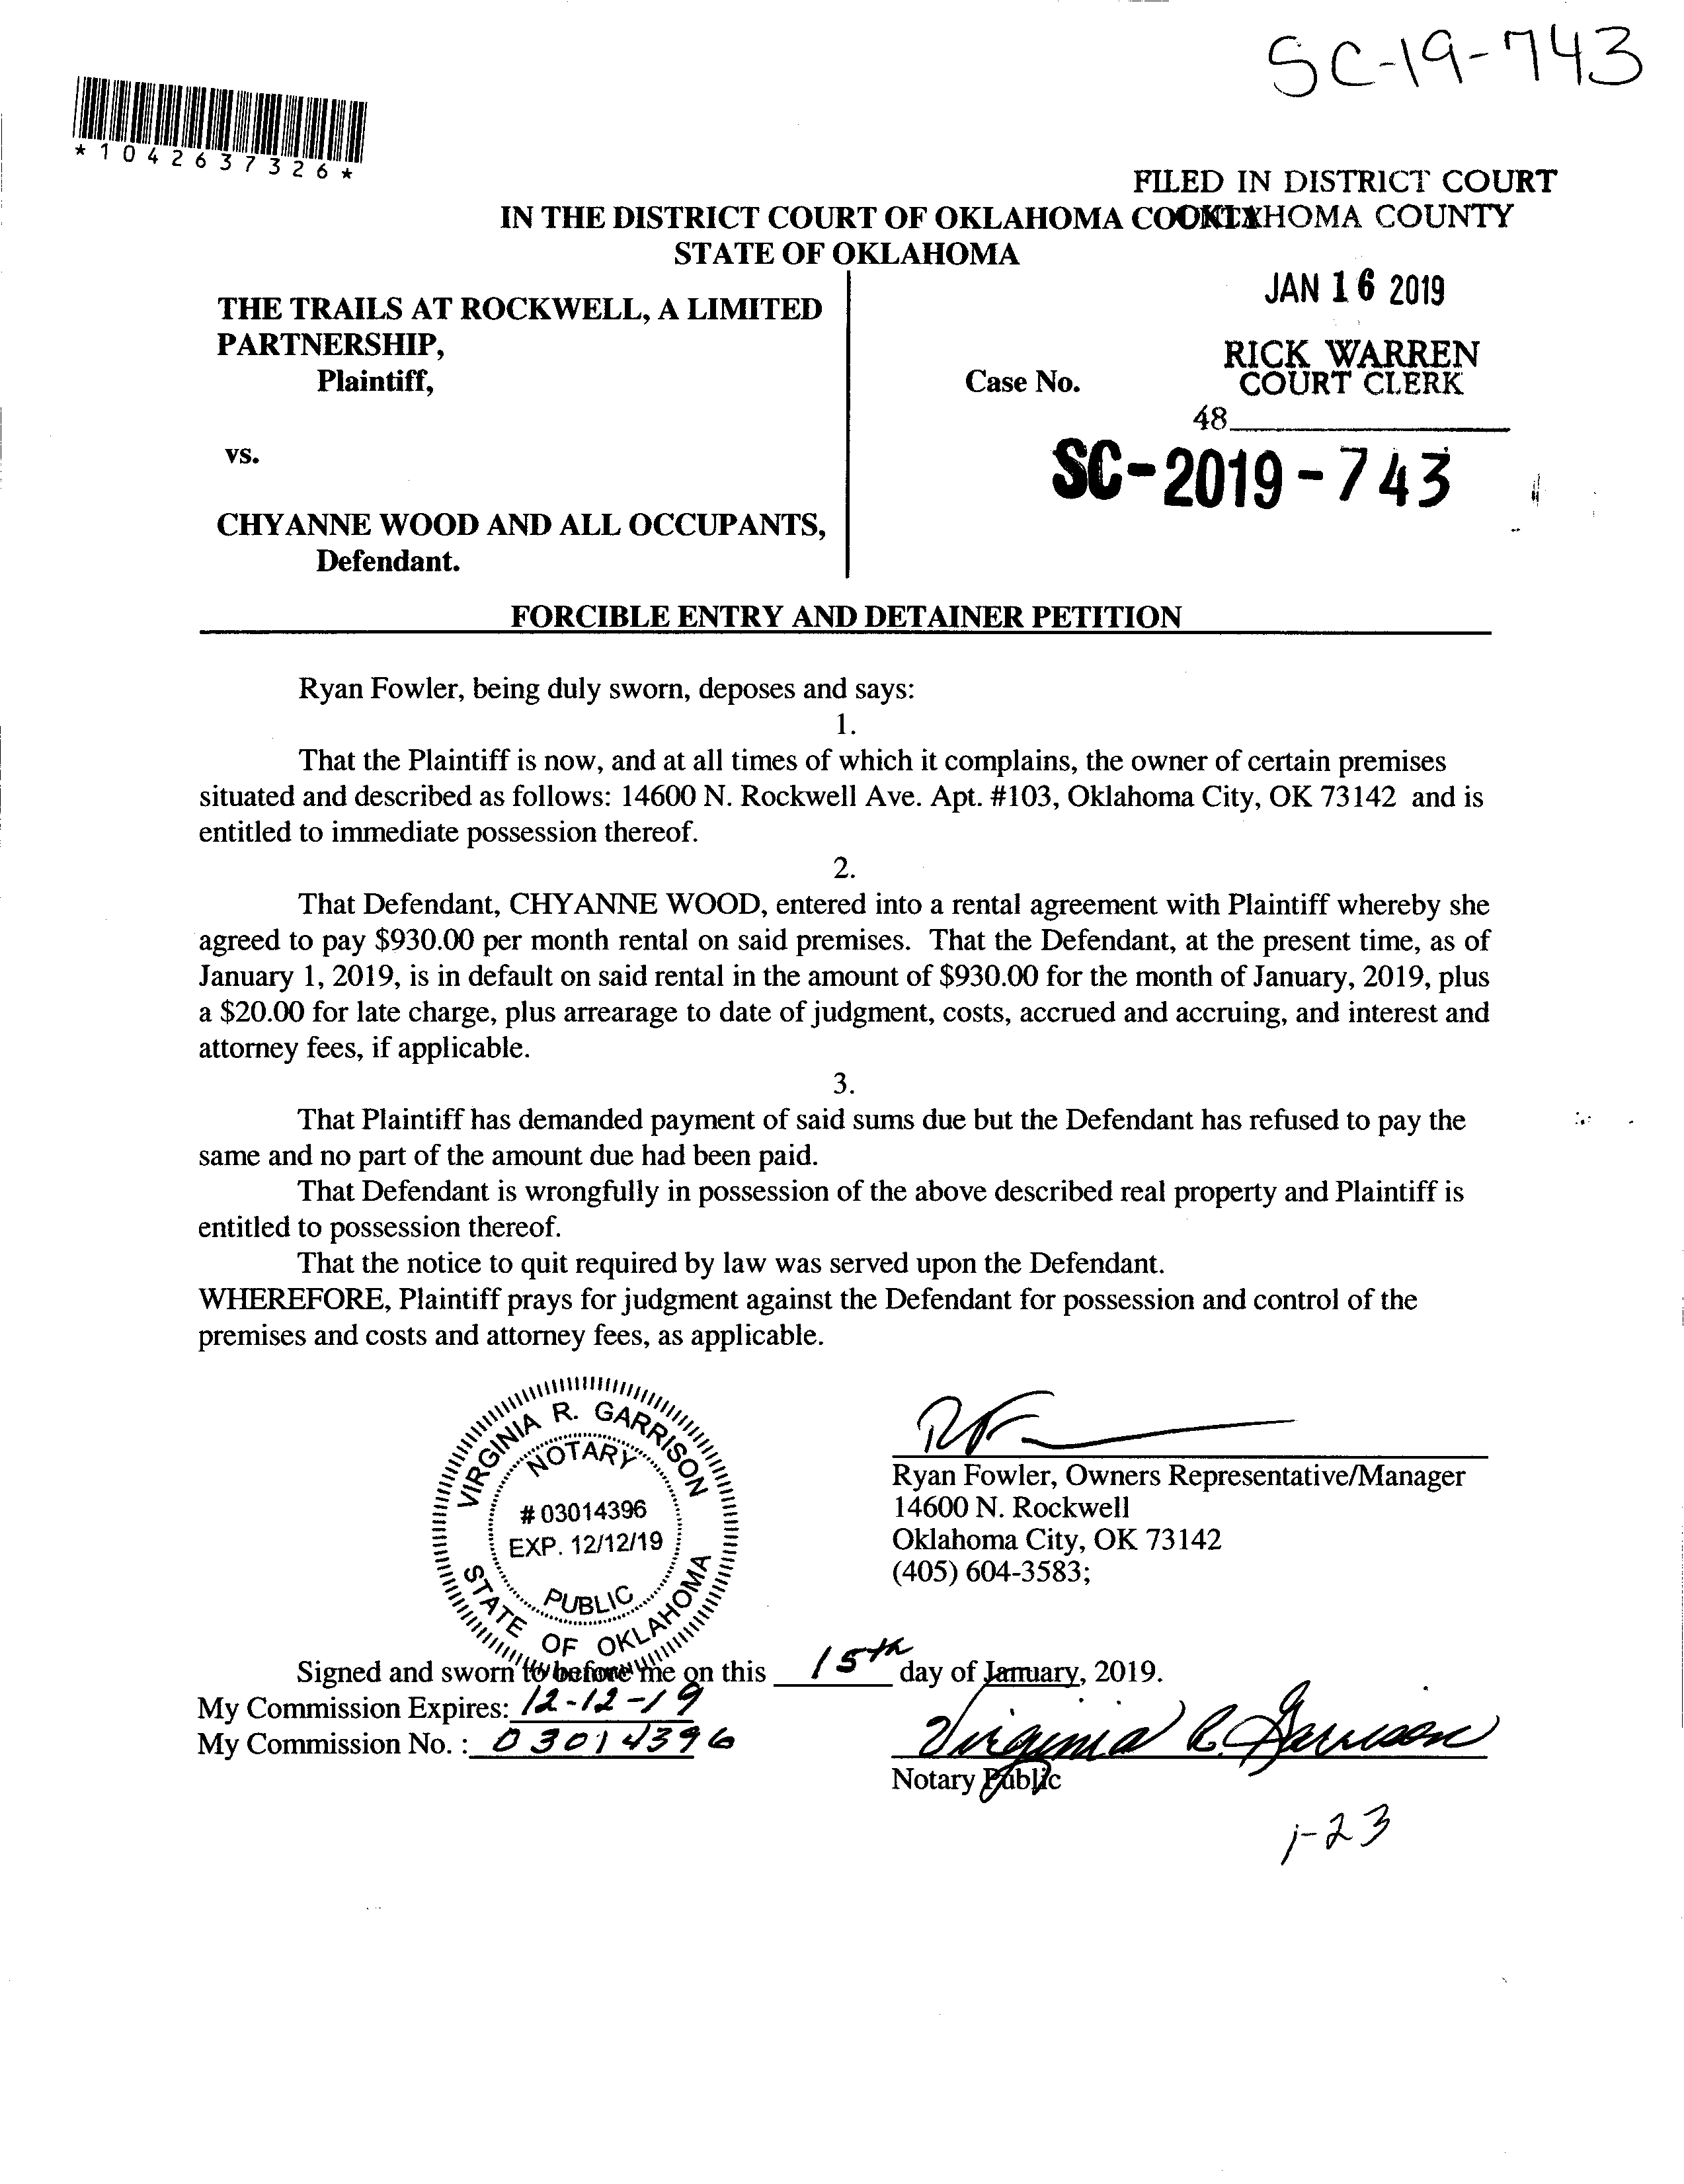 SC-19-743
*1042637326*
FILED IN DISTRICT COURT
OKLAHOMA COUNTY
IN THE DISTRICT COURT OF OKLAHOMA COUNTY
STATE OF OKLAHOMA
JAN 16 2019
RICK WARREN
COURT CLERK
48
THE TRAILS AT ROCKWELL, A LIMITED
PARTNERSHIP,
Plaintiff,
Case No.
SC-2019-743
vs.
CHYANNE WOOD AND ALL OCCUPANTS,
Defendant.
FORCIBLE ENTRY AND DETAINER PETITION
Ryan Fowler, being duly sworn, deposes and says:
1.
That the Plaintiff is now, and at all times of which it complains, the owner of certain premises
situated and described as follows: 14600 N. Rockwell Ave. Apt. #103, Oklahoma City, OK 73142 and is
entitled to immediate possession thereof.
2.
That Defendant, CHYANNE WOOD, entered into a rental agreement with Plaintiff whereby she
agreed to pay $930.00 per month rental on said premises. That the Defendant, at the present time, as of
January 1, 2019, is in default on said rental in the amount of $930.00 for the month of January, 2019, plus
a $20.00 for late charge, plus arrearage to date of judgment, costs, accrued and accruing, and interest and
attorney fees, if applicable.
3.
That Plaintiff has demanded payment of said sums due but the Defendant has refused to pay the
same and no part of the amount due had been paid.
That Defendant is wrongfully in possession of the above described real property and Plaintiff is
entitled to possession thereof.
That the notice to quit required by law was served upon the Defendant.
WHEREFORE, Plaintiff prays for judgment against the Defendant for possession and control of the
premises and costs and attorney fees, as applicable.
VIRGINIA R. GARRISON
NOTARY
# 03014396
EXP. 12/12/19
PUBLIC
STATE OF OKLAHOMA
RF
Ryan Fowler, Owners Representative/Manager
14600 N. Rockwell
Oklahoma City, OK 73142
(405) 604-3583;
Signed and sworn to before me on this 15th day of January, 2019.
My Commission Expires: 12-12-19
My Commission No. : 03014396
Virginia R. Garrison
Notary Public
1-23